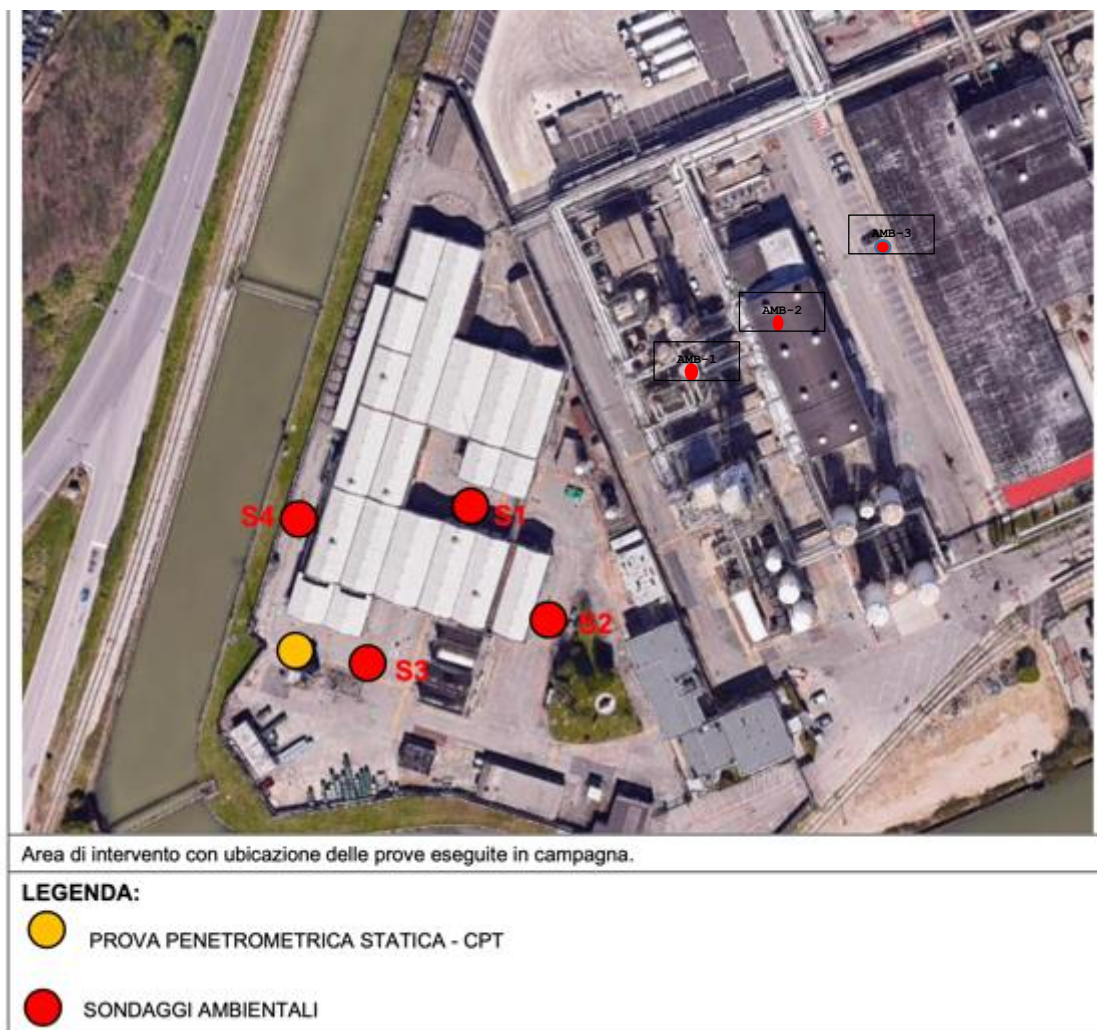 AMB-3
AMB-2
AMB-1
S4
S1
S2
S3
Area di intervento con ubicazione delle prove eseguite in campagna.
LEGENDA:
PROVA PENETROMETRICA STATICA - CPT
SONDAGGI AMBIENTALI